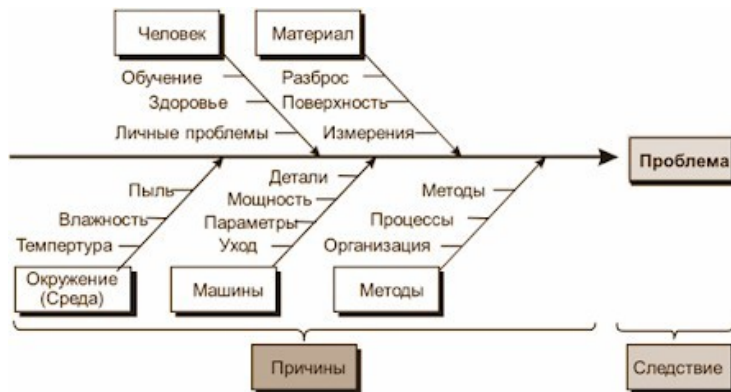 Человек
Материал
Обучение
Здоровье
Личные проблемы
Разброс
Поверхность
Измерения
Проблема
Пыль
Влажность
Темпертура
Детали
Мощность
Параметры
Уход
Методы
Процессы
Организация
Окружение
(Среда)
Машины
Методы
Причины
Следствие